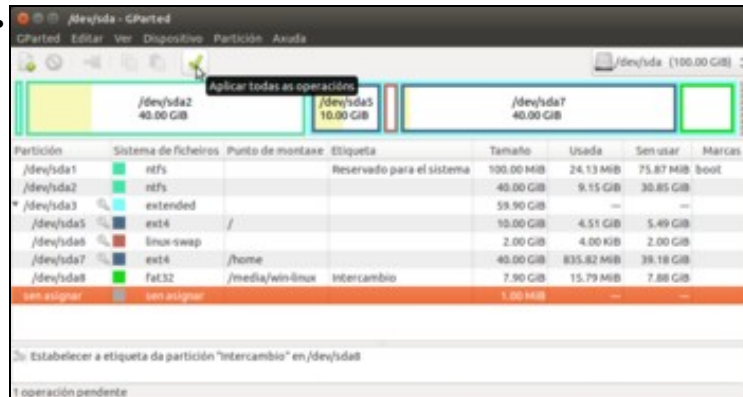 /dev/sda - GParted
GParted Editar Ver Dispositivo Partición Axuda
/dev/sda (100.00 GiB)
Aplicar todas as operacións
/dev/sda2
40.00 GiB
/dev/sda5
10.00 GiB
/dev/sda7
40.00 GiB
Partición Sistema de ficheiros Punto de montaxe Etiqueta Tamaño Usada Sen usar Marcas
/dev/sda1 ntfs Reservado para el sistema 100.00 MiB 24.13 MiB 75.87 MiB boot
/dev/sda2 ntfs 40.00 GiB 9.15 GiB 30.85 GiB
/dev/sda3 extended 59.90 GiB — —
/dev/sda5 ext4 / 10.00 GiB 4.51 GiB 5.49 GiB
/dev/sda6 linux-swap 2.00 GiB 4.00 KiB 2.00 GiB
/dev/sda7 ext4 /home 40.00 GiB 835.82 MiB 39.18 GiB
/dev/sda8 fat32 /media/win-linux Intercambio 7.90 GiB 15.79 MiB 7.88 GiB
sen asignar sen asignar 1.00 MiB — —
Estabelecer a etiqueta da partición "Intercambio" en /dev/sda8
1 operación pendente